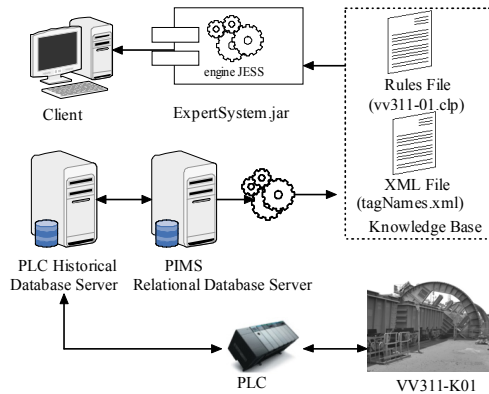 engine JESS
Client
ExpertSystem.jar
Rules File
(vv311-01.clp)
XML File
(tagNames.xml)
Knowledge Base
PLC Historical
Database Server
PIMS
Relational Database Server
PLC
VV311-K01